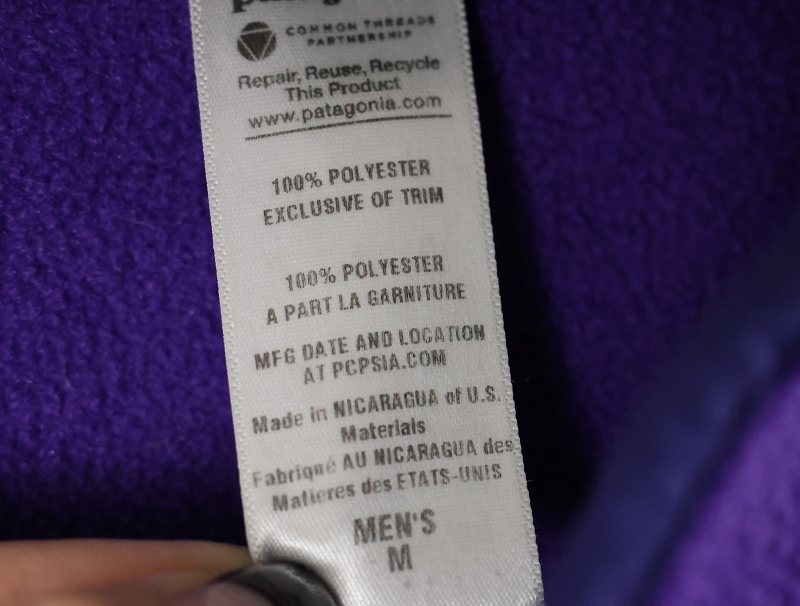 COMMON THREADS
PARTNERSHIP
Repair, Reuse, Recycle
This Product
www.patagonia.com
100% POLYESTER
EXCLUSIVE OF TRIM
100% POLYESTER
A PART LA GARNITURE
MFG DATE AND LOCATION
AT PCPSIA.COM
Made in NICARAGUA of U.S.
Materials
Fabriqué AU NICARAGUA des
Matieres des ETATS-UNIS
MEN'S
M